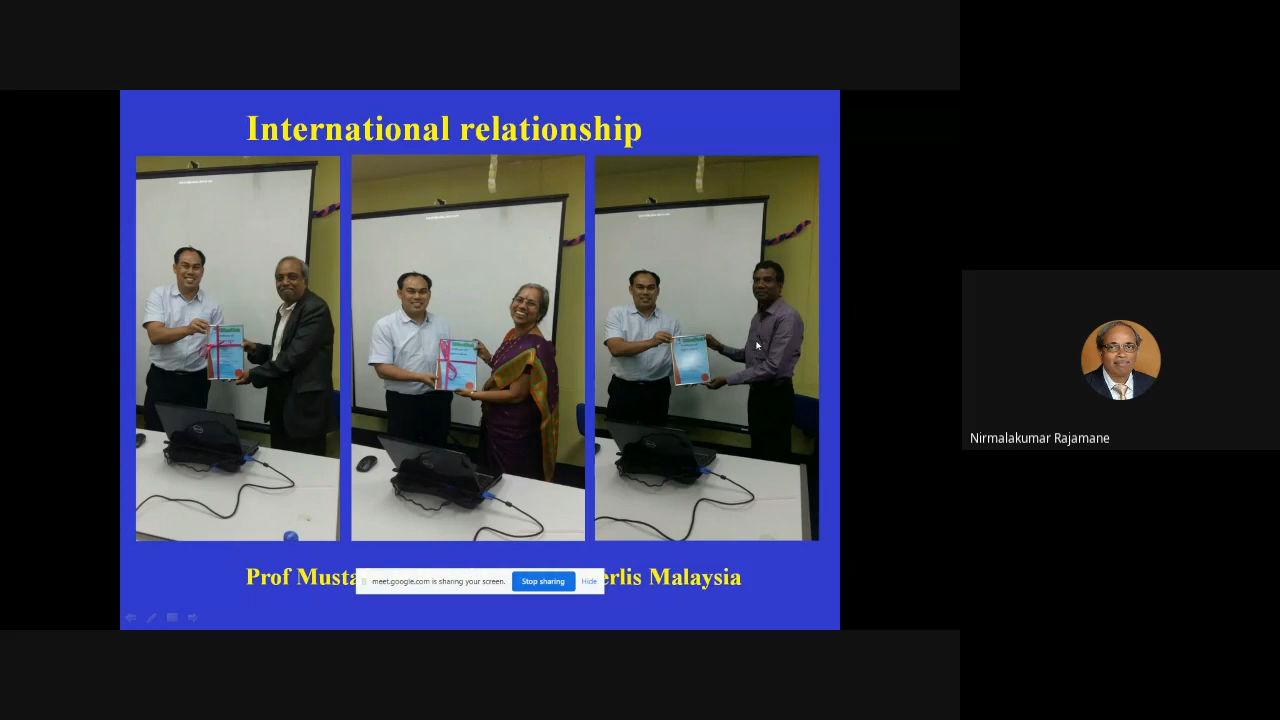 International relationship
Prof Musta
erlis Malaysia
meet.google.com is sharing your screen.
Stop sharing
Hide
Nirmalakumar Rajamane